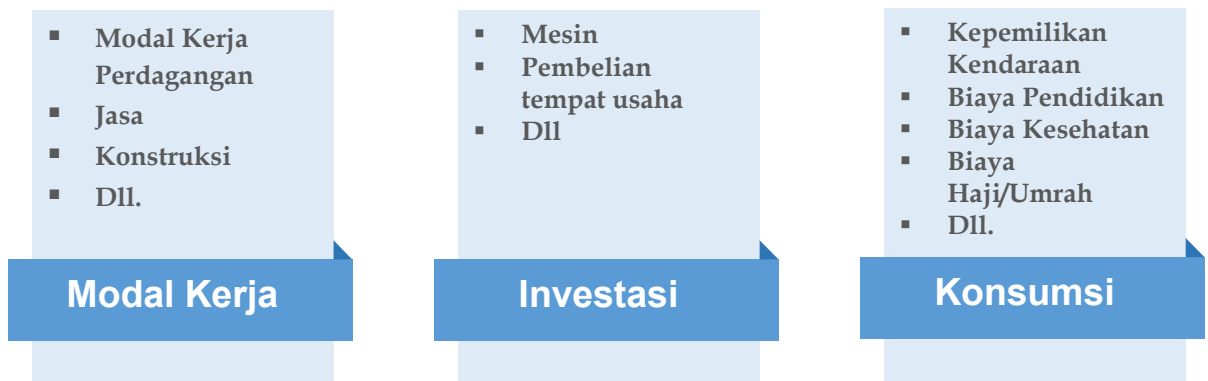 ▪ Modal Kerja
Perdagangan
▪ Jasa
▪ Konstruksi
▪ Dll.
Modal Kerja
▪ Mesin
▪ Pembelian
tempat usaha
▪ Dll
Investasi
▪ Kepemilikan
Kendaraan
▪ Biaya Pendidikan
▪ Biaya Kesehatan
▪ Biaya
Haji/Umrah
▪ Dll.
Konsumsi